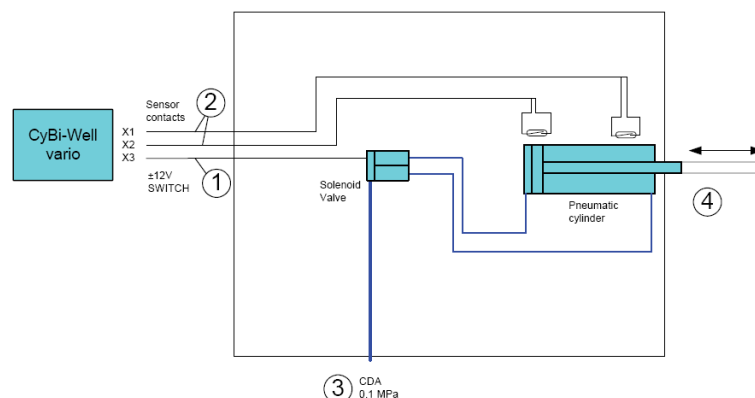 CyBi-Well
vario
Sensor
contacts
2
X1
X2
X3
1
±12V
SWITCH
Solenoid
Valve
Pneumatic
cylinder
4
3
CDA
0.1 MPa